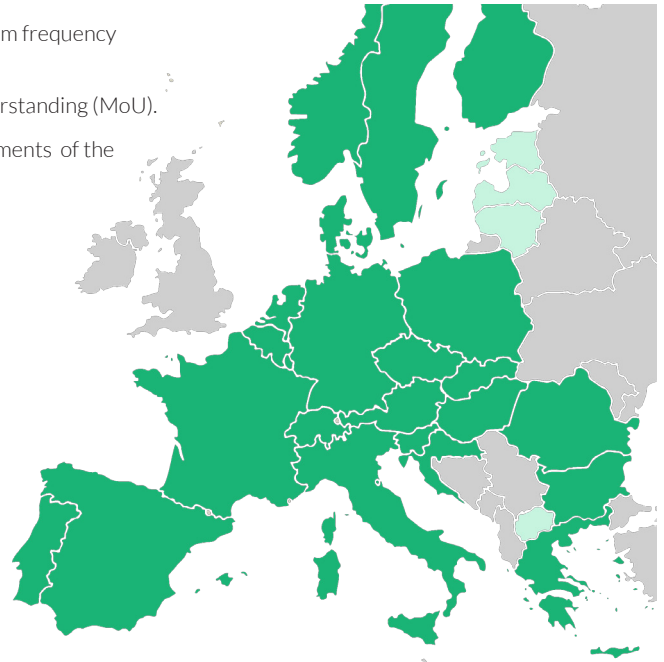 m frequency
rstanding (MoU).
ments of the